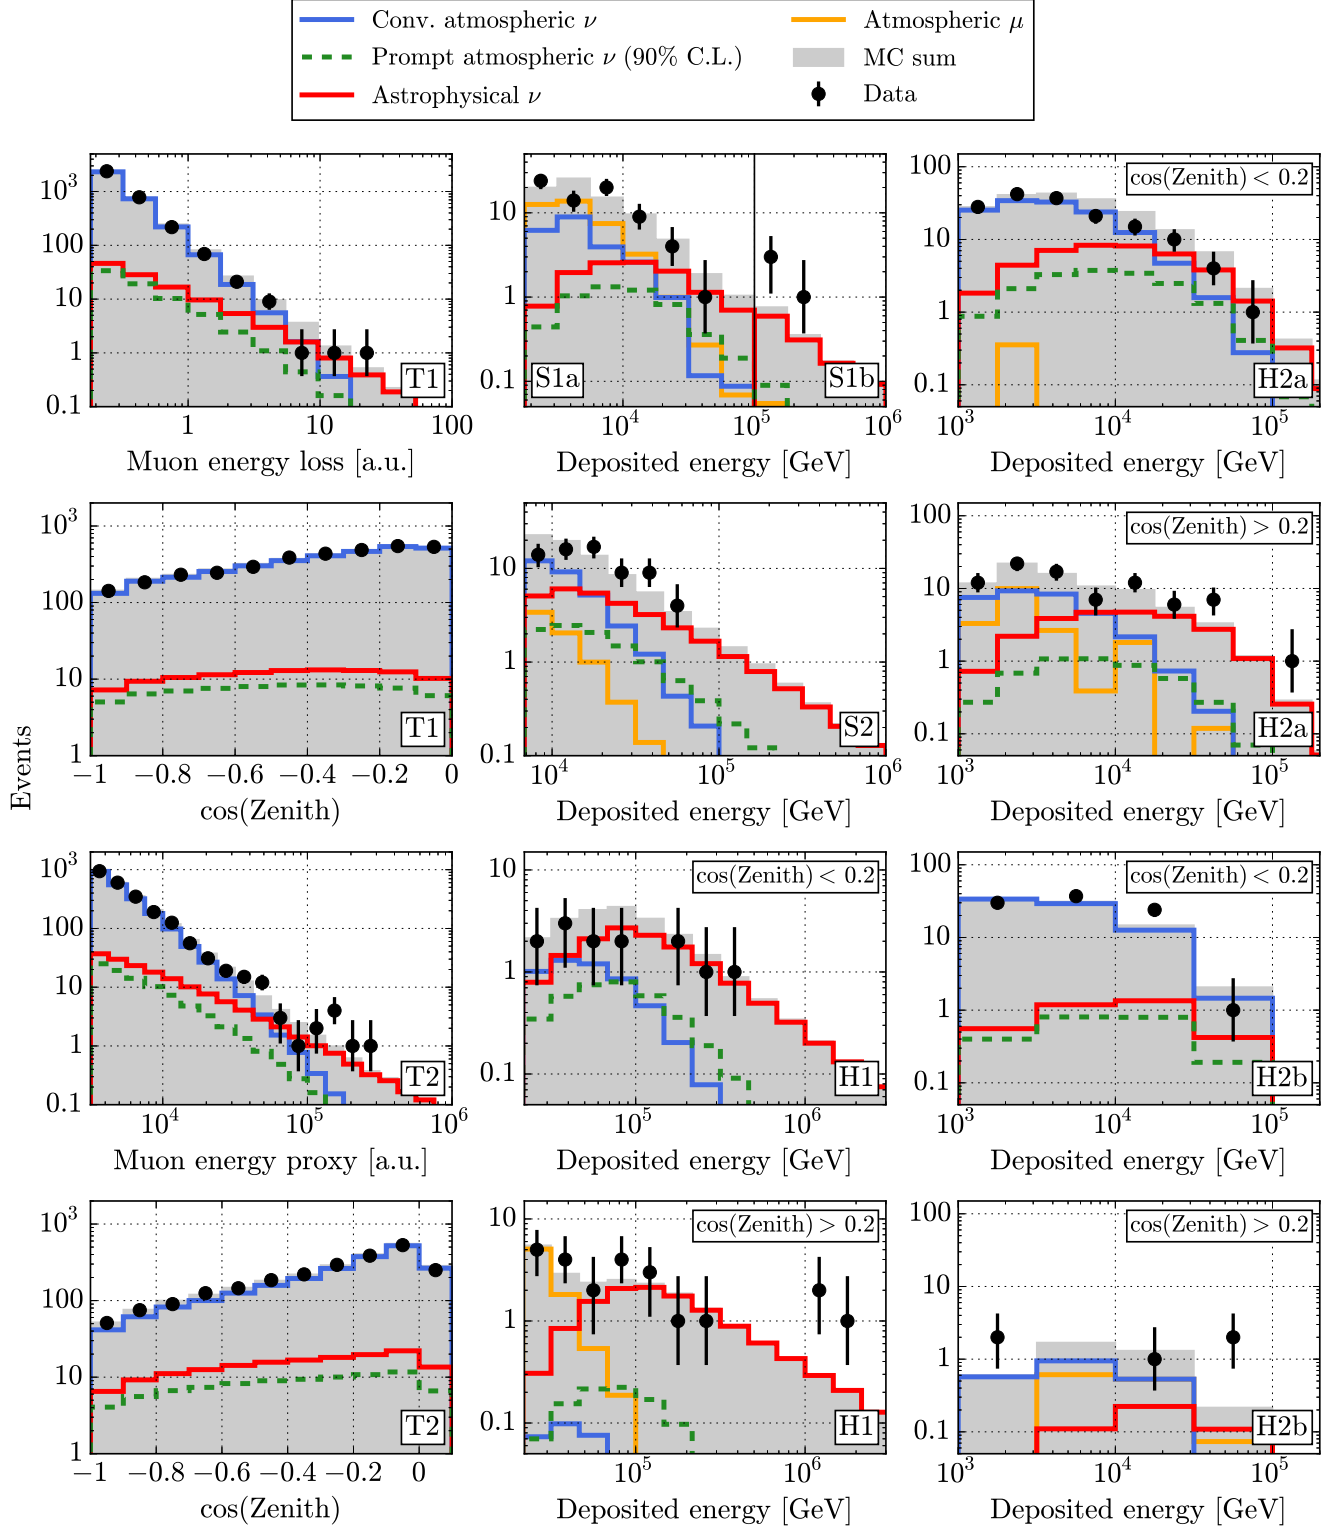 Conv. atmospheric ν
Prompt atmospheric ν (90% C.L.)
Astrophysical ν
Atmospheric μ
MC sum
Data
Events
10³
100
10
1
0.1
T1
1 10 100
Muon energy loss [a.u.]
10
1
0.1
S1a
S1b
10⁴ 10⁵ 10⁶
Deposited energy [GeV]
100
10
1
0.1
cos(Zenith) < 0.2
H2a
10³ 10⁴ 10⁵
Deposited energy [GeV]
10³
100
10
1
T1
−1 −0.8 −0.6 −0.4 −0.2 0
cos(Zenith)
10
1
0.1
S2
10⁴ 10⁵ 10⁶
Deposited energy [GeV]
100
10
1
0.1
cos(Zenith) > 0.2
H2a
10³ 10⁴ 10⁵
Deposited energy [GeV]
10³
100
10
1
0.1
T2
10⁴ 10⁵ 10⁶
Muon energy proxy [a.u.]
10
1
0.1
cos(Zenith) < 0.2
H1
10⁵ 10⁶
Deposited energy [GeV]
100
10
1
0.1
cos(Zenith) < 0.2
H2b
10³ 10⁴ 10⁵
Deposited energy [GeV]
10³
100
10
1
T2
−1 −0.8 −0.6 −0.4 −0.2 0
cos(Zenith)
10
1
0.1
cos(Zenith) > 0.2
H1
10⁵ 10⁶
Deposited energy [GeV]
100
10
1
0.1
cos(Zenith) > 0.2
H2b
10³ 10⁴ 10⁵
Deposited energy [GeV]